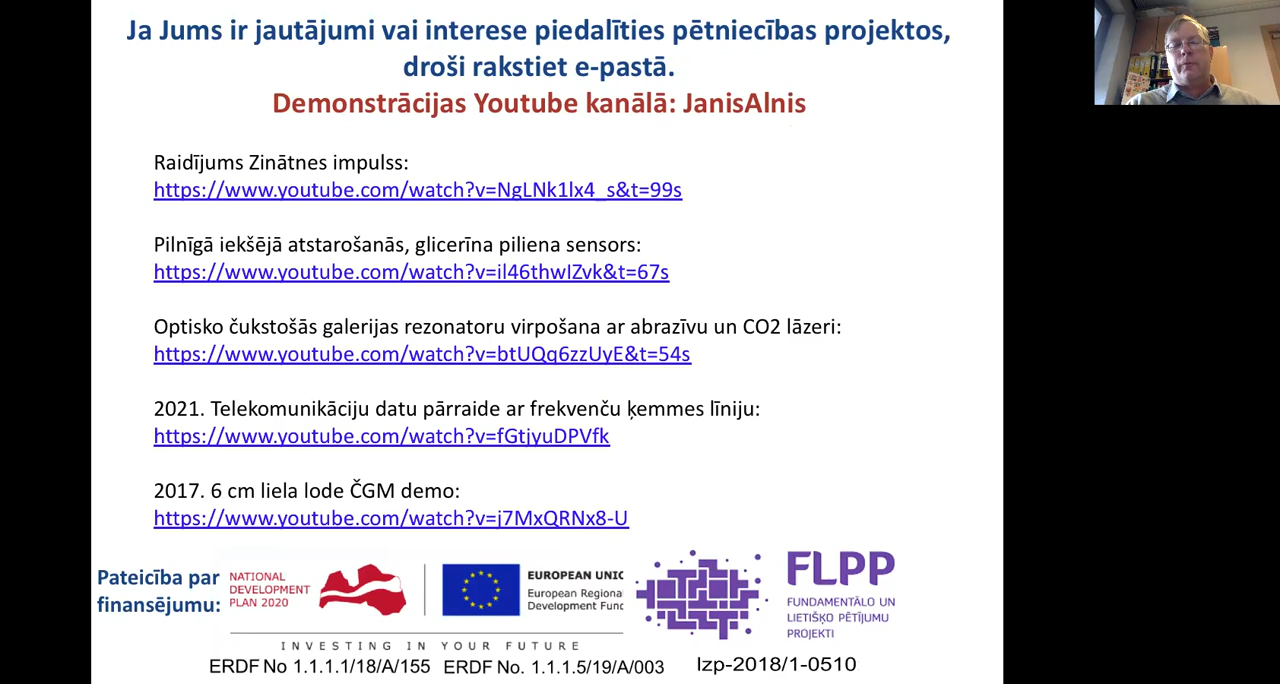 Ja Jums ir jautājumi vai interese piedalīties pētniecības projektos,
droši rakstiet e-pastā.
Demonstrācijas Youtube kanālā: JanisAlnis
Raidījums Zinātnes impulss:
https://www.youtube.com/watch?v=NgLNk1lx4_s&t=99s
Pilnīgā iekšējā atstarošanās, glicerīna piliena sensors:
https://www.youtube.com/watch?v=il46thwIZvk&t=67s
Optisko čukstošās galerijas rezonatoru virpošana ar abrazīvu un CO2 lāzeri:
https://www.youtube.com/watch?v=btUQq6zzUyE&t=54s
2021. Telekomunikāciju datu pārraide ar frekvenču ķemmes līniju:
https://www.youtube.com/watch?v=fGtjyuDPVfk
2017. 6 cm liela lode ČGM demo:
https://www.youtube.com/watch?v=j7MxQRNx8-U
Pateicība par
finansējumu:
NATIONAL
DEVELOPMENT
PLAN 2020
EUROPEAN UNIC
European Regional
Development Func
INVESTING IN YOUR FUTURE
FLPP
FUNDAMENTĀLO UN
LIETIŠĶO PĒTĪJUMU
PROJEKTI
ERDF No 1.1.1.1/18/A/155 ERDF No. 1.1.1.5/19/A/003 lzp-2018/1-0510